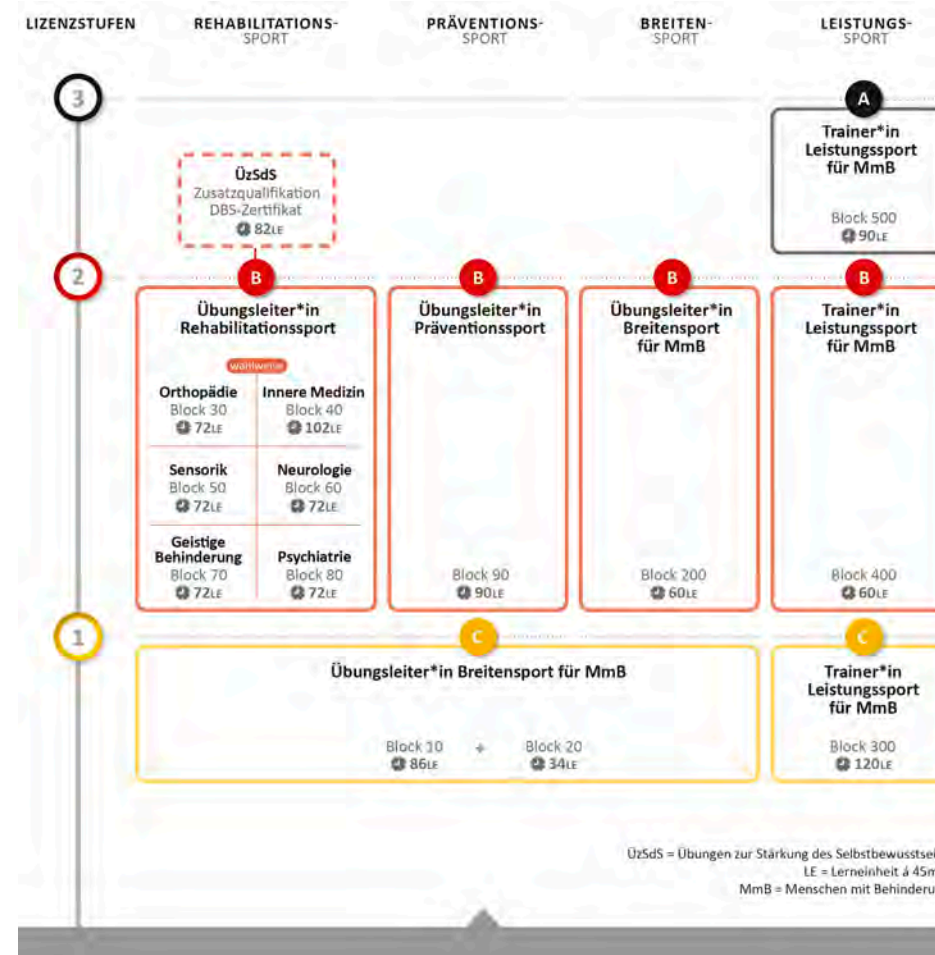 LIZENZSTUFEN
REHABILITATIONS-
SPORT
PRÄVENTIONS-
SPORT
BREITEN-
SPORT
LEISTUNGS-
SPORT
3
A
Trainer*in
Leistungssport
für MmB
Block 500
90LE
ÜzSdS
Zusatzqualifikation
DBS-Zertifikat
82LE
2
B
Übungsleiter*in
Rehabilitationssport
wahlweise
Orthopädie
Block 30
72LE
Innere Medizin
Block 40
102LE
Sensorik
Block 50
72LE
Neurologie
Block 60
72LE
Geistige
Behinderung
Block 70
72LE
Psychiatrie
Block 80
72LE
B
Übungsleiter*in
Präventionssport
Block 90
90LE
B
Übungsleiter*in
Breitensport
für MmB
Block 200
60LE
B
Trainer*in
Leistungssport
für MmB
Block 400
60LE
1
C
Übungsleiter*in Breitensport für MmB
Block 10 + Block 20
86LE 34LE
C
Trainer*in
Leistungssport
für MmB
Block 300
120LE
ÜzSdS = Übungen zur Stärkung des Selbstbewusstsei
LE = Lerneinheit á 45m
MmB = Menschen mit Behinderu